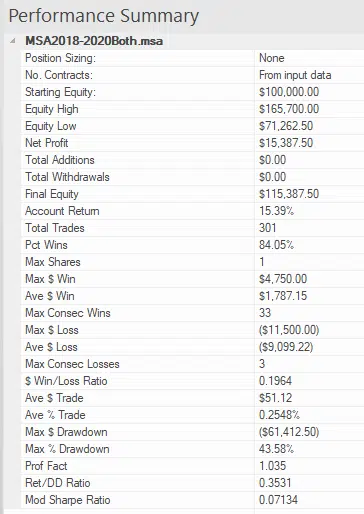 Performance Summary
MSA2018-2020Both.msa
Position Sizing: None
No. Contracts: From input data
Starting Equity: $100,000.00
Equity High $165,700.00
Equity Low $71,262.50
Net Profit $15,387.50
Total Additions $0.00
Total Withdrawals $0.00
Final Equity $115,387.50
Account Return 15.39%
Total Trades 301
Pct Wins 84.05%
Max Shares 1
Max $ Win $4,750.00
Ave $ Win $1,787.15
Max Consec Wins 33
Max $ Loss ($11,500.00)
Ave $ Loss ($9,099.22)
Max Consec Losses 3
$ Win/Loss Ratio 0.1964
Ave $ Trade $51.12
Ave % Trade 0.2548%
Max $ Drawdown ($61,412.50)
Max % Drawdown 43.58%
Prof Fact 1.035
Ret/DD Ratio 0.3531
Mod Sharpe Ratio 0.07134